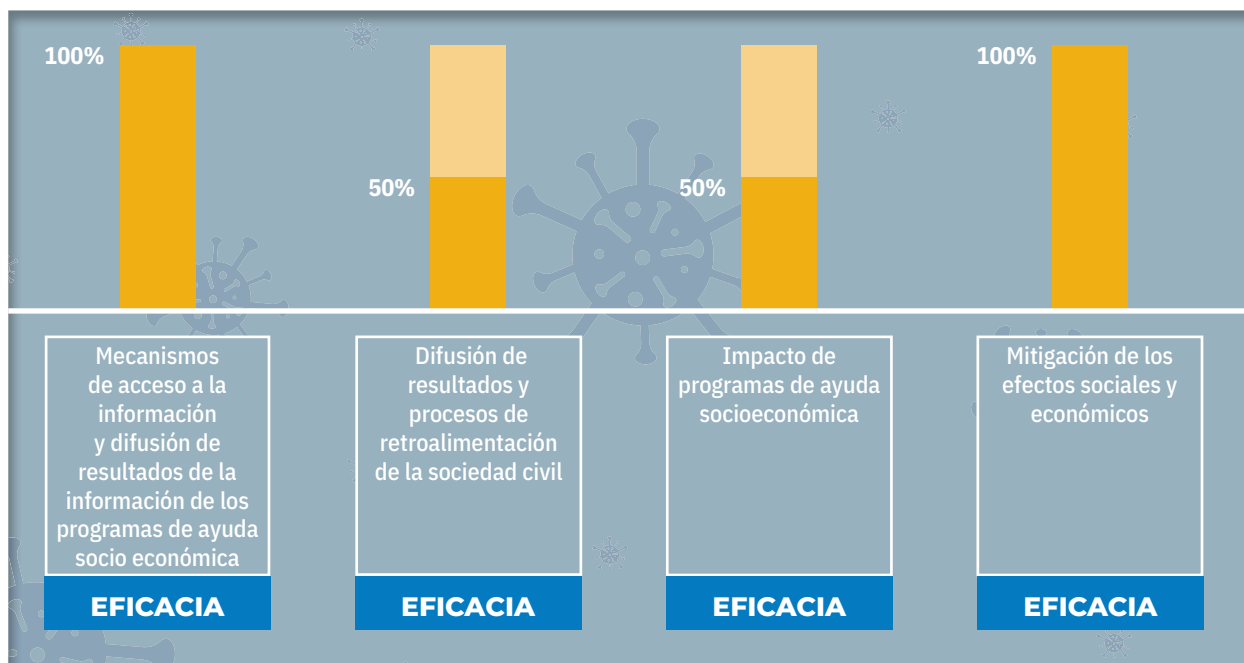 100%
50%
50%
100%
Mecanismos
de acceso a la
información
y difusión de
resultados de la
información de los
programas de ayuda
socio económica
EFICACIA
Difusión de
resultados y
procesos de
retroalimentación
de la sociedad civil
EFICACIA
Impacto de
programas de ayuda
socioeconómica
EFICACIA
Mitigación de los
efectos sociales y
económicos
EFICACIA